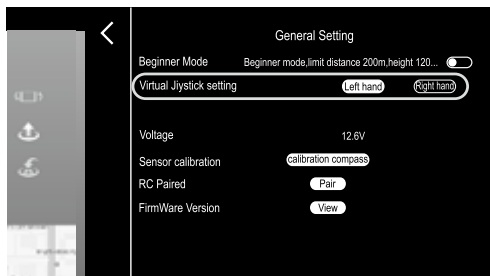 General Setting
Beginner Mode Beginner mode,limit distance 200m,height 120...
Virtual Jiystick setting Left hand Right hand
Voltage 12.6V
Sensor calibration calibration compass
RC Paired Pair
FirmWare Version View